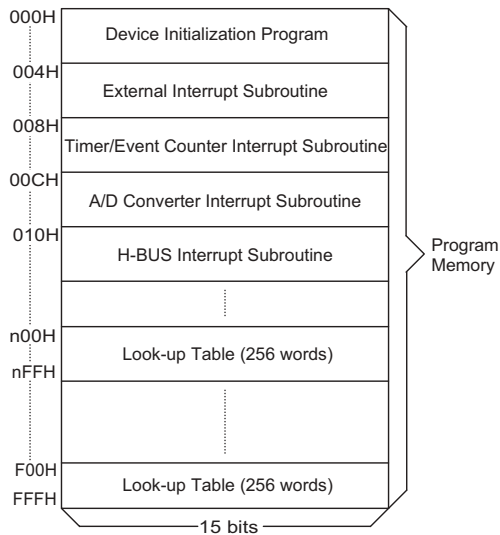 000H
Device Initialization Program
004H
External Interrupt Subroutine
008H
Timer/Event Counter Interrupt Subroutine
00CH
A/D Converter Interrupt Subroutine
010H
H-BUS Interrupt Subroutine
Program
Memory
n00H
Look-up Table (256 words)
nFFH
F00H
Look-up Table (256 words)
FFFH
15 bits